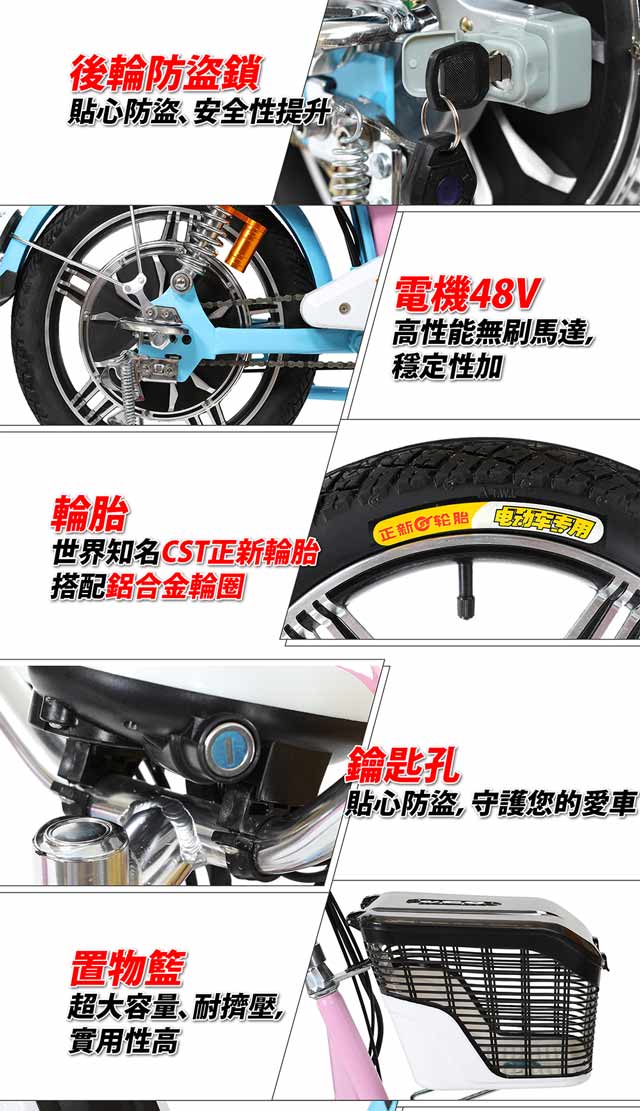 後輪防盜鎖
貼心防盜、安全性提升
電機48V
高性能無刷馬達,
穩定性加
正新轮胎 电动车专用
輪胎
世界知名CST正新輪胎
搭配鋁合金輪圈
鑰匙孔
貼心防盜,守護您的愛車
置物籃
超大容量、耐擠壓,
實用性高